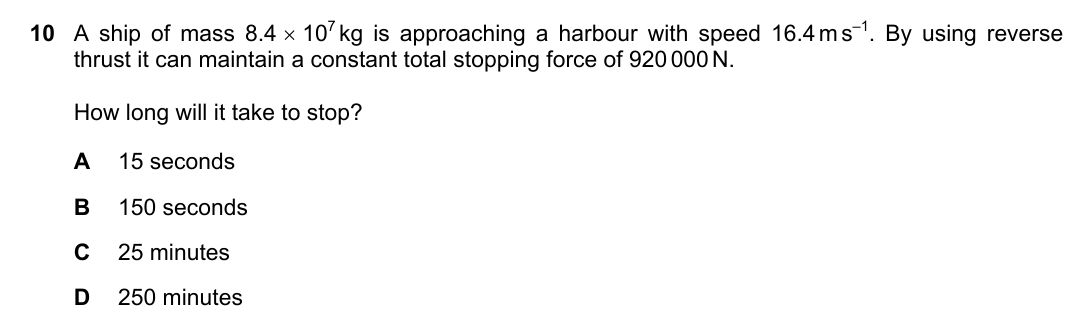 10 A ship of mass 8.4 × 10⁷ kg is approaching a harbour with speed 16.4 m s⁻¹. By using reverse
thrust it can maintain a constant total stopping force of 920 000 N.
How long will it take to stop?
A 15 seconds
B 150 seconds
C 25 minutes
D 250 minutes